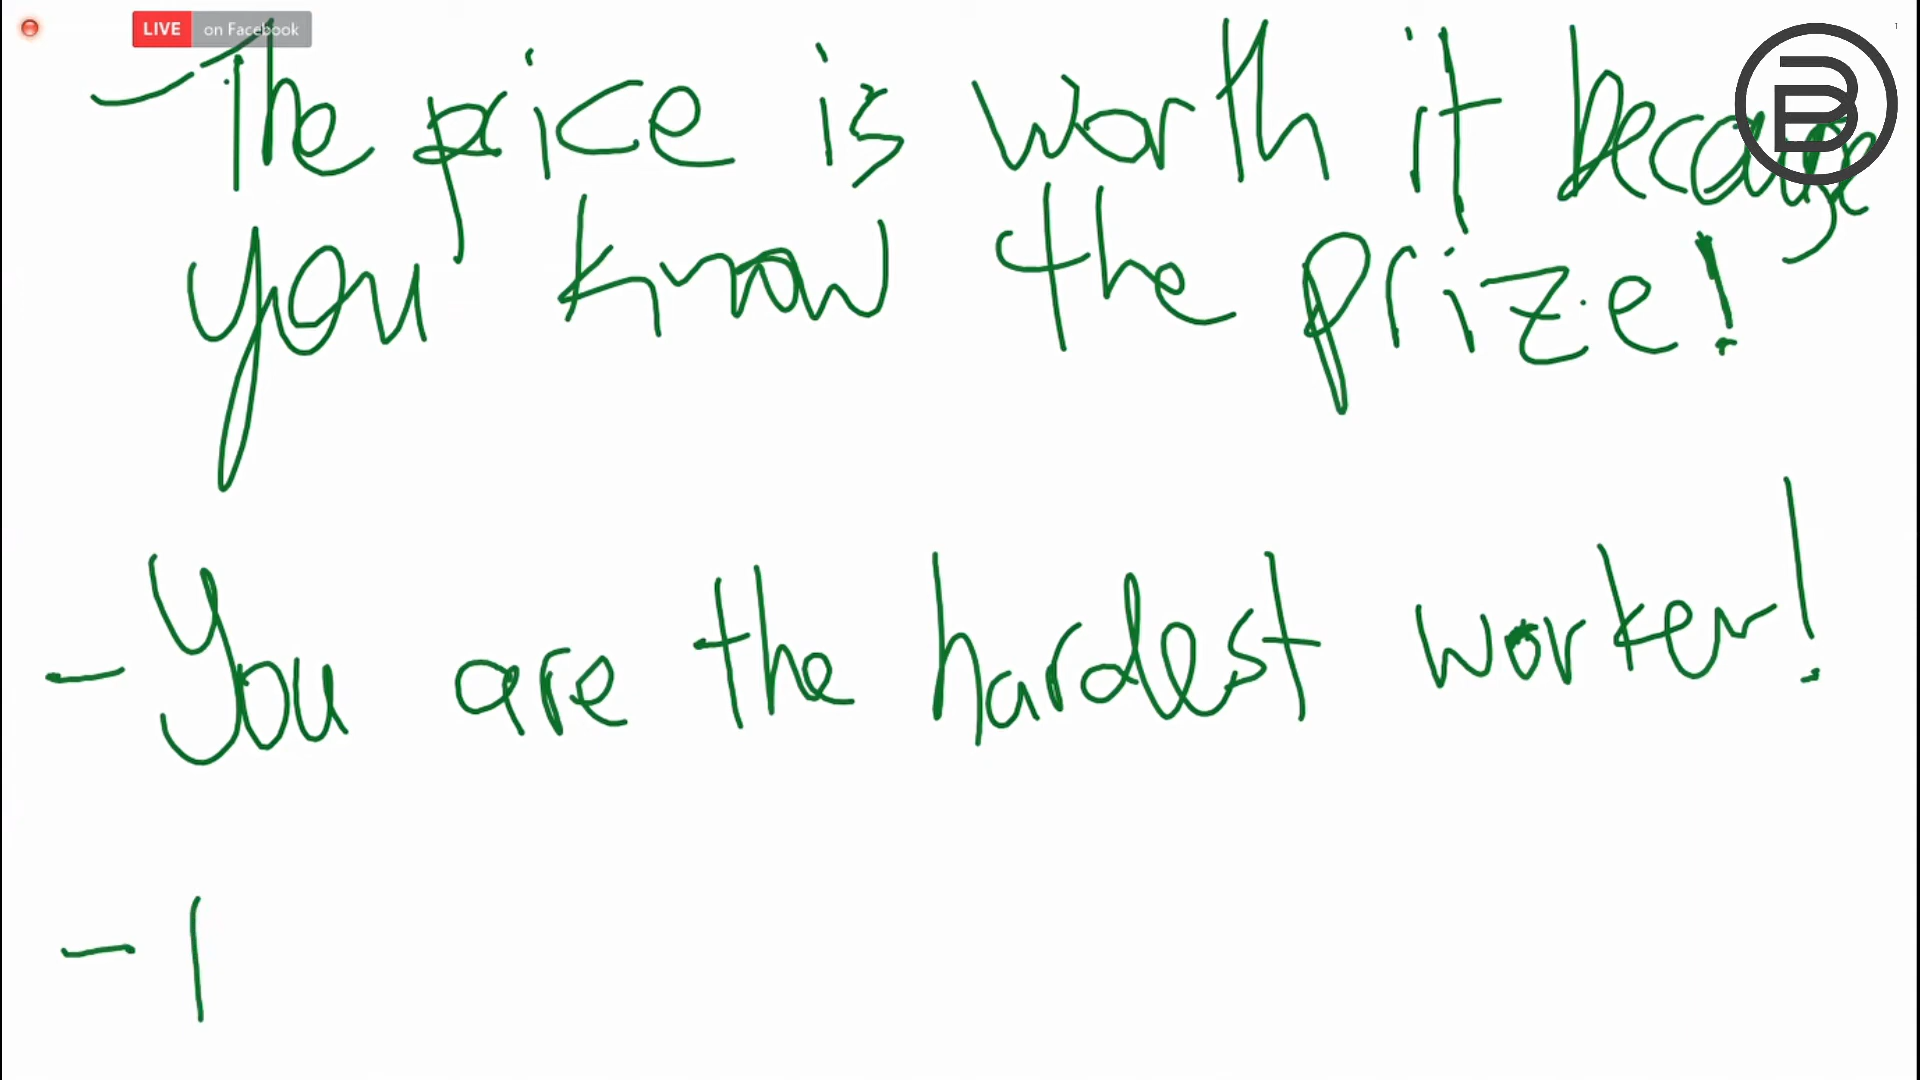 LIVE on Facebook
- The price is worth it because
you know the prize!
- You are the hardest worker!
-